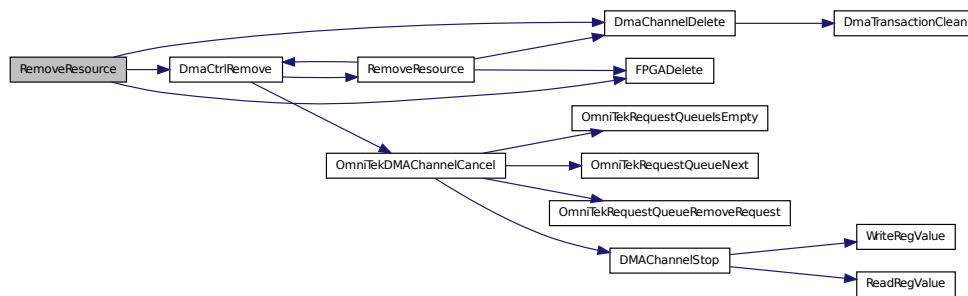 DmaChannelDelete
DmaTransactionClean
RemoveResource
DmaCtrlRemove
RemoveResource
FPGADelete
OmniTekRequestQueueIsEmpty
OmniTekDMAChannelCancel
OmniTekRequestQueueNext
OmniTekRequestQueueRemoveRequest
WriteRegValue
DMAChannelStop
ReadRegValue